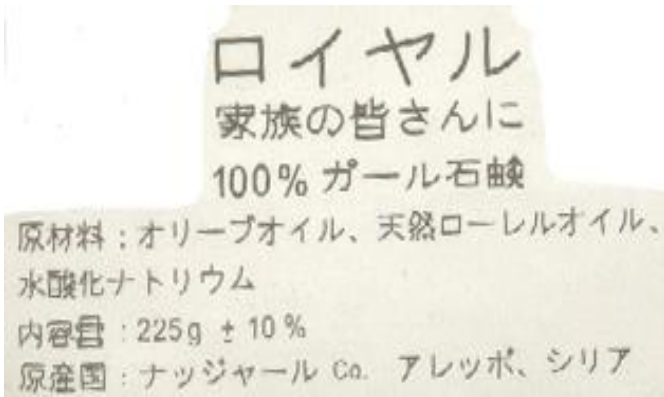 ロイヤル
家族の皆さんに
100% ガール石鹸
原材料：オリーブオイル、天然ローレルオイル、
水酸化ナトリウム
内容量：225g ± 10%
原産国：ナッジャール Co. アレッポ、シリア